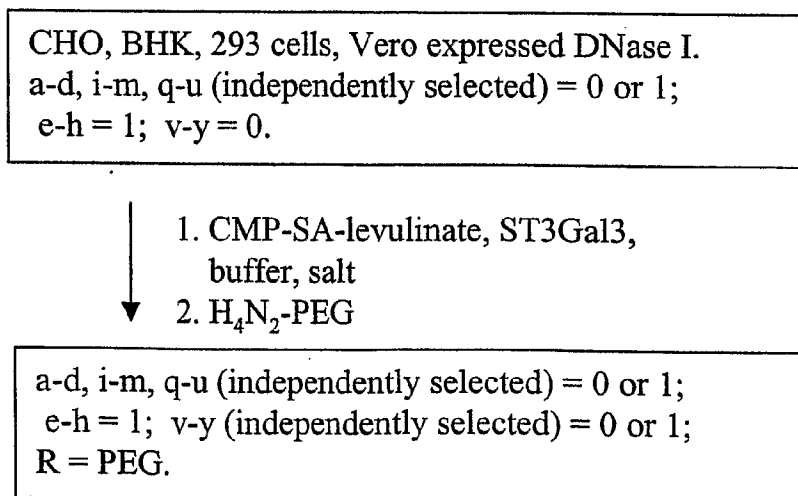 CHO, BHK, 293 cells, Vero expressed DNase I.
a-d, i-m, q-u (independently selected) = 0 or 1;
e-h = 1; v-y = 0.
1. CMP-SA-levulinate, ST3Gal3,
buffer, salt
2. H₄N₂-PEG
a-d, i-m, q-u (independently selected) = 0 or 1;
e-h = 1; v-y (independently selected) = 0 or 1;
R = PEG.